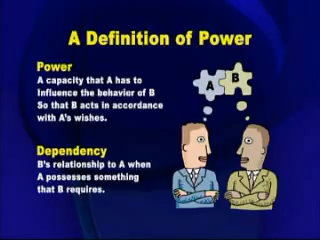 A Definition of Power
Power
A capacity that A has to
Influence the behavior of B
So that B acts in accordance
with A's wishes.
Dependency
B's relationship to A when
A possesses something
that B requires.
A
B